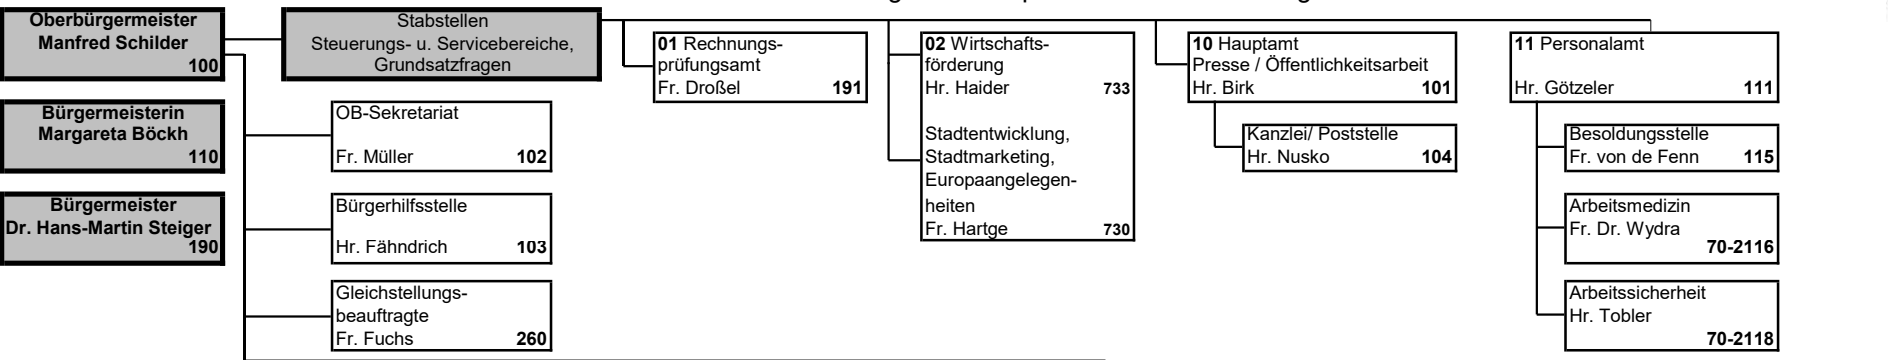 Oberbürgermeister
Manfred Schilder
100
Bürgermeisterin
Margareta Böckh
110
Bürgermeister
Dr. Hans-Martin Steiger
190
Stabstellen
Steuerungs- u. Servicebereiche,
Grundsatzfragen
OB-Sekretariat
Fr. Müller 102
Bürgerhilfsstelle
Hr. Fähndrich 103
Gleichstellungs-
beauftragte
Fr. Fuchs 260
01 Rechnungs-
prüfungsamt
Fr. Droßel 191
02 Wirtschafts-
förderung
Hr. Haider 733
Stadtentwicklung,
Stadtmarketing,
Europaangelegen-
heiten
Fr. Hartge 730
10 Hauptamt
Presse / Öffentlichkeitsarbeit
Hr. Birk 101
Kanzlei/ Poststelle
Hr. Nusko 104
11 Personalamt
Hr. Götzeler 111
Besoldungsstelle
Fr. von de Fenn 115
Arbeitsmedizin
Fr. Dr. Wydra
70-2116
Arbeitssicherheit
Hr. Tobler
70-2118